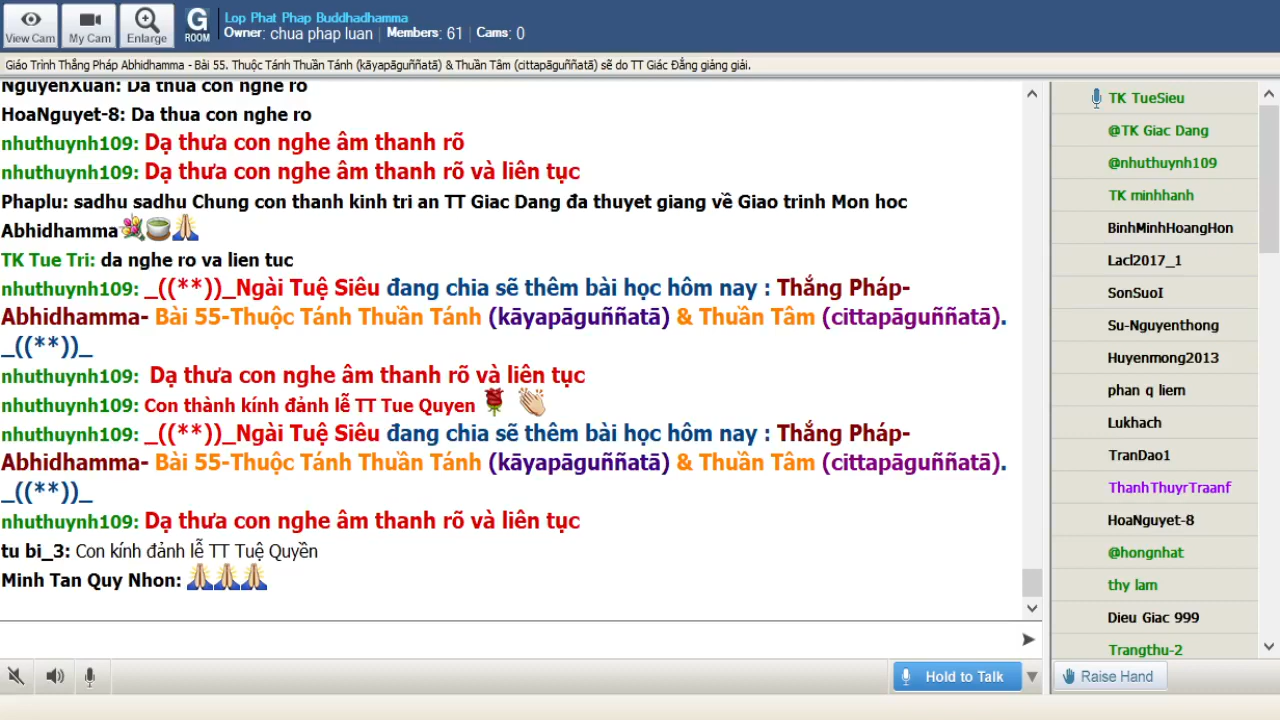 View Cam
My Cam
Enlarge
G
ROOM
Lop Phat Phap Buddhadhamma
Owner: chua phap luan | Members: 61 | Cams: 0
Giáo Trình Thắng Pháp Abhidhamma - Bài 55. Thuộc Tánh Thuần Tánh (kāyapāguññatā) & Thuần Tâm (cittapāguññatā) sẽ do TT Giác Đẳng giảng giải.
NguyenXuan: Da thua con nghe ro
HoaNguyet-8: Da thua con nghe ro
nhuthuynh109: Dạ thưa con nghe âm thanh rõ
nhuthuynh109: Dạ thưa con nghe âm thanh rõ và liên tục
Phaplu: sadhu sadhu Chung con thanh kinh tri an TT Giac Dang đa thuyet giang về Giao trinh Mon hoc
Abhidhamma
TK Tue Tri: da nghe ro va lien tuc
nhuthuynh109: _((**))_Ngài Tuệ Siêu đang chia sẽ thêm bài học hôm nay : Thắng Pháp-
Abhidhamma- Bài 55-Thuộc Tánh Thuần Tánh (kāyapāguññatā) & Thuần Tâm (cittapāguññatā).
_((**))_
nhuthuynh109: Dạ thưa con nghe âm thanh rõ và liên tục
nhuthuynh109: Con thành kính đảnh lễ TT Tue Quyen
nhuthuynh109: _((**))_Ngài Tuệ Siêu đang chia sẽ thêm bài học hôm nay : Thắng Pháp-
Abhidhamma- Bài 55-Thuộc Tánh Thuần Tánh (kāyapāguññatā) & Thuần Tâm (cittapāguññatā).
_((**))_
nhuthuynh109: Dạ thưa con nghe âm thanh rõ và liên tục
tu bi_3: Con kính đảnh lễ TT Tuệ Quyền
Minh Tan Quy Nhon:
Hold to Talk
TK TueSieu
@TK Giac Dang
@nhuthuynh109
TK minhhanh
BinhMinhHoangHon
Lacl2017_1
SonSuoI
Su-Nguyenthong
Huyenmong2013
phan q liem
Lukhach
TranDao1
ThanhThuyrTraanf
HoaNguyet-8
@hongnhat
thy lam
Dieu Giac 999
Trangthu-2
Raise Hand